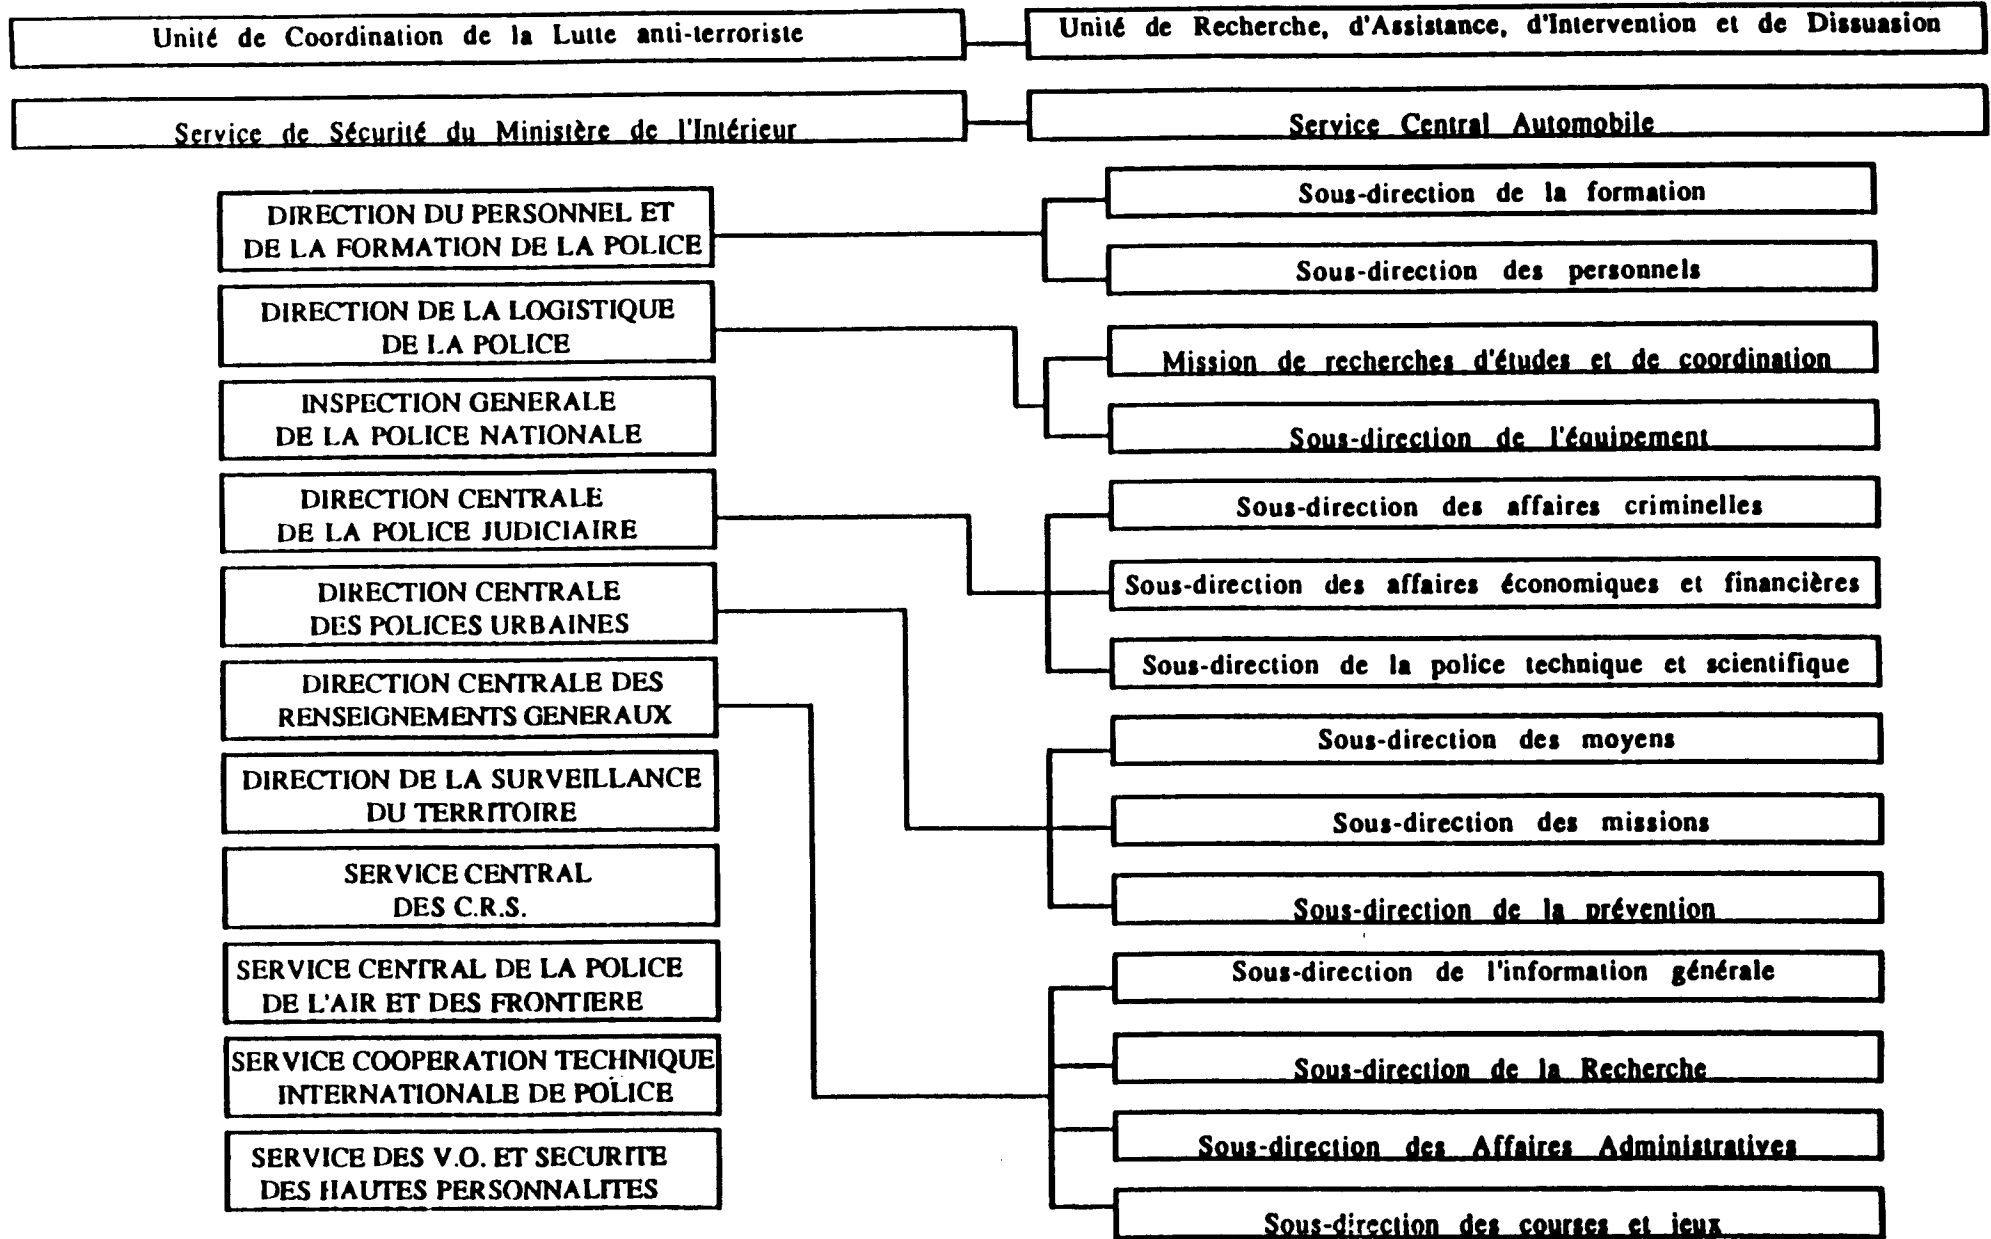 Unité de Coordination de la Lutte anti-terroriste
Unité de Recherche, d'Assistance, d'Intervention et de Dissuasion
Service de Sécurité du Ministère de l'Intérieur
Service Central Automobile
DIRECTION DU PERSONNEL ET
DE LA FORMATION DE LA POLICE
DIRECTION DE LA LOGISTIQUE
DE LA POLICE
INSPECTION GENERALE
DE LA POLICE NATIONALE
DIRECTION CENTRALE
DE LA POLICE JUDICIAIRE
DIRECTION CENTRALE
DES POLICES URBAINES
DIRECTION CENTRALE DES
RENSEIGNEMENTS GENERAUX
DIRECTION DE LA SURVEILLANCE
DU TERRITOIRE
SERVICE CENTRAL
DES C.R.S.
SERVICE CENTRAL DE LA POLICE
DE L'AIR ET DES FRONTIERE
SERVICE COOPERATION TECHNIQUE
INTERNATIONALE DE POLICE
SERVICE DES V.O. ET SECURITE
DES HAUTES PERSONNALITES
Sous-direction de la formation
Sous-direction des personnels
Mission de recherches d'études et de coordination
Sous-direction de l'équipement
Sous-direction des affaires criminelles
Sous-direction des affaires économiques et financières
Sous-direction de la police technique et scientifique
Sous-direction des moyens
Sous-direction des missions
Sous-direction de la prévention
Sous-direction de l'information générale
Sous-direction de la Recherche
Sous-direction des Affaires Administratives
Sous-direction des courses et jeux